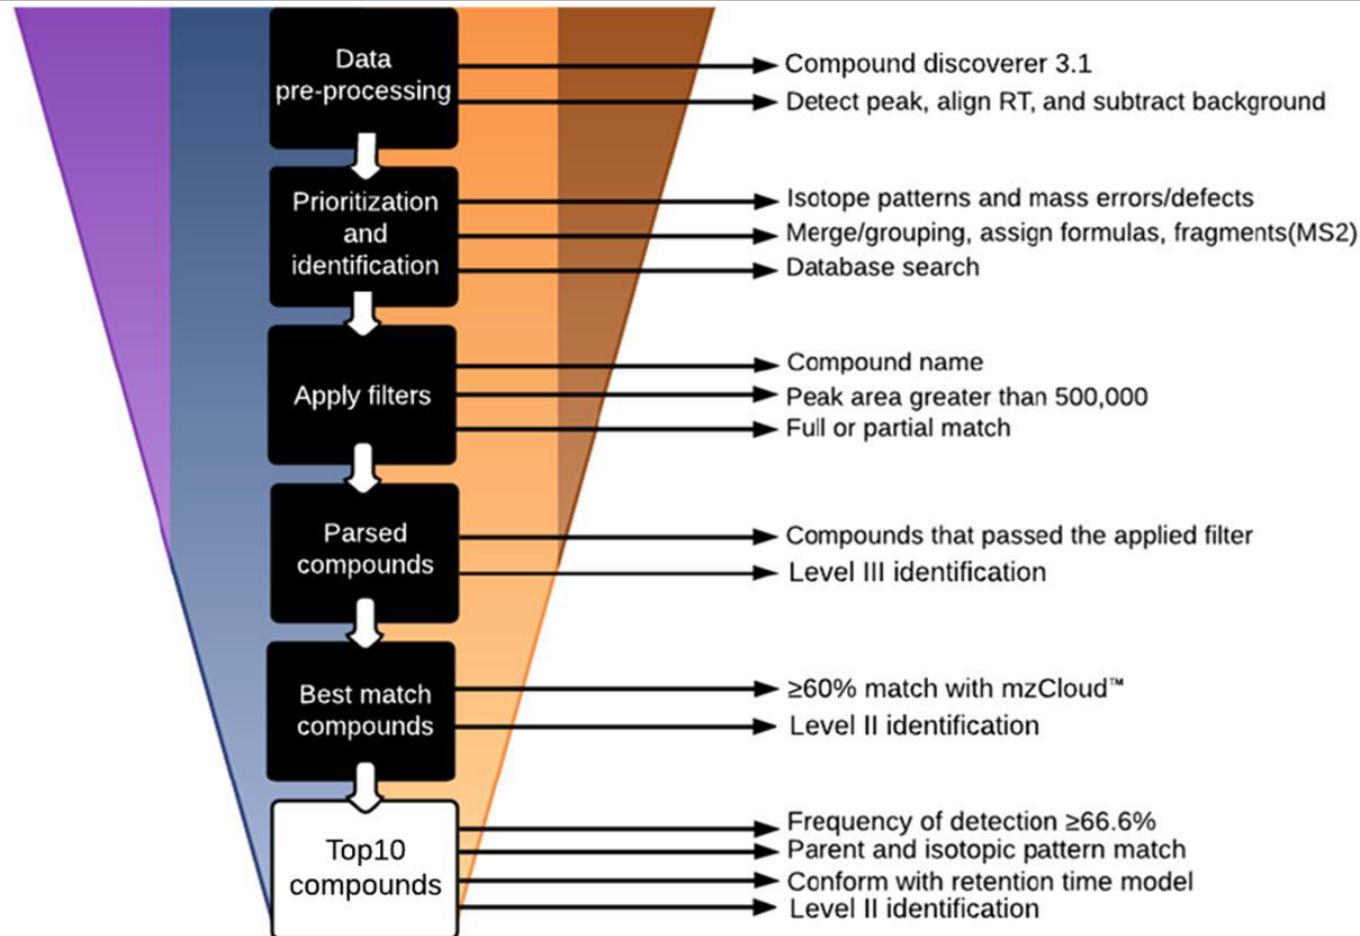 Data
pre-processing
Compound discoverer 3.1
Detect peak, align RT, and subtract background
Prioritization
and
identification
Isotope patterns and mass errors/defects
Merge/grouping, assign formulas, fragments(MS2)
Database search
Apply filters
Compound name
Peak area greater than 500,000
Full or partial match
Parsed
compounds
Compounds that passed the applied filter
Level III identification
Best match
compounds
≥60% match with mzCloud™
Level II identification
Top10
compounds
Frequency of detection ≥66.6%
Parent and isotopic pattern match
Conform with retention time model
Level II identification